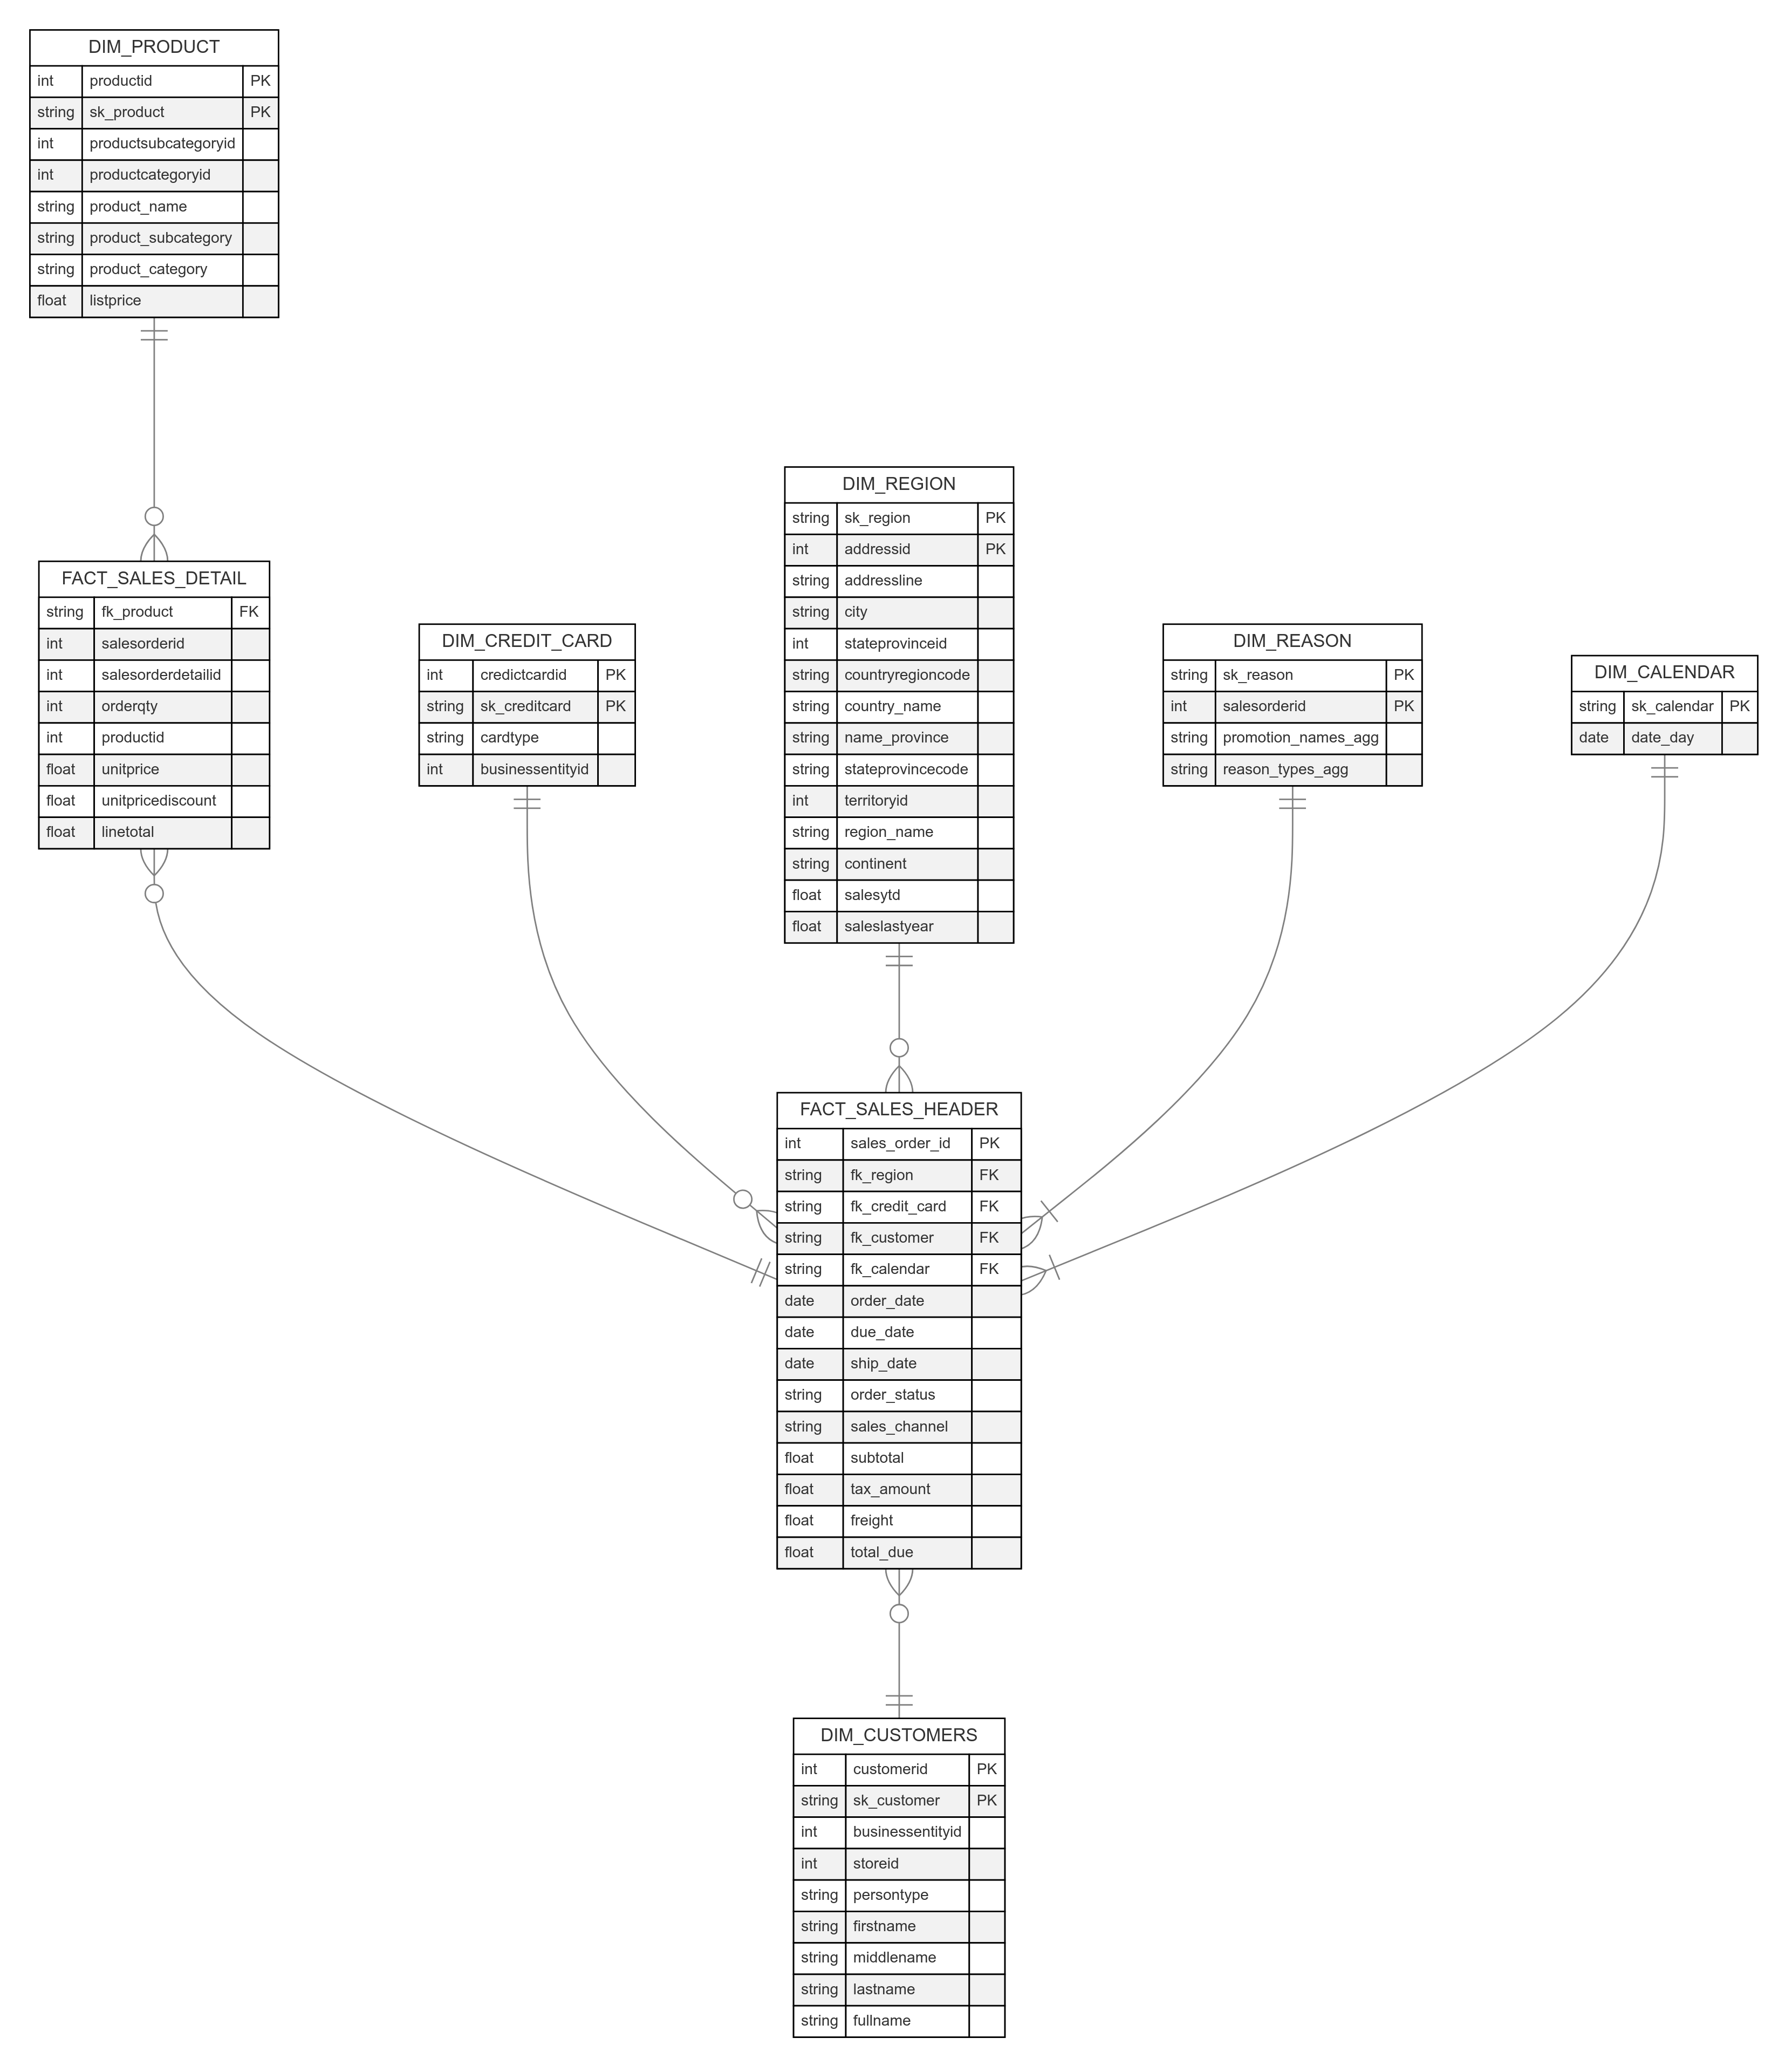 DIM_PRODUCT
int productid PK
string sk_product PK
int productsubcategoryid
int productcategoryid
string product_name
string product_subcategory
string product_category
float listprice
FACT_SALES_DETAIL
string fk_product FK
int salesorderid
int salesorderdetailid
int orderqty
int productid
float unitprice
float unitpricediscount
float linetotal
DIM_CREDIT_CARD
int credictcardid PK
string sk_creditcard PK
string cardtype
int businessentityid
DIM_REGION
string sk_region PK
int addressid PK
string addressline
string city
int stateprovinceid
string countryregioncode
string country_name
string name_province
string stateprovincecode
int territoryid
string region_name
string continent
float salesytd
float saleslastyear
DIM_REASON
string sk_reason PK
int salesorderid PK
string promotion_names_agg
string reason_types_agg
DIM_CALENDAR
string sk_calendar PK
date date_day
FACT_SALES_HEADER
int sales_order_id PK
string fk_region FK
string fk_credit_card FK
string fk_customer FK
string fk_calendar FK
date order_date
date due_date
date ship_date
string order_status
string sales_channel
float subtotal
float tax_amount
float freight
float total_due
DIM_CUSTOMERS
int customerid PK
string sk_customer PK
int businessentityid
int storeid
string persontype
string firstname
string middlename
string lastname
string fullname